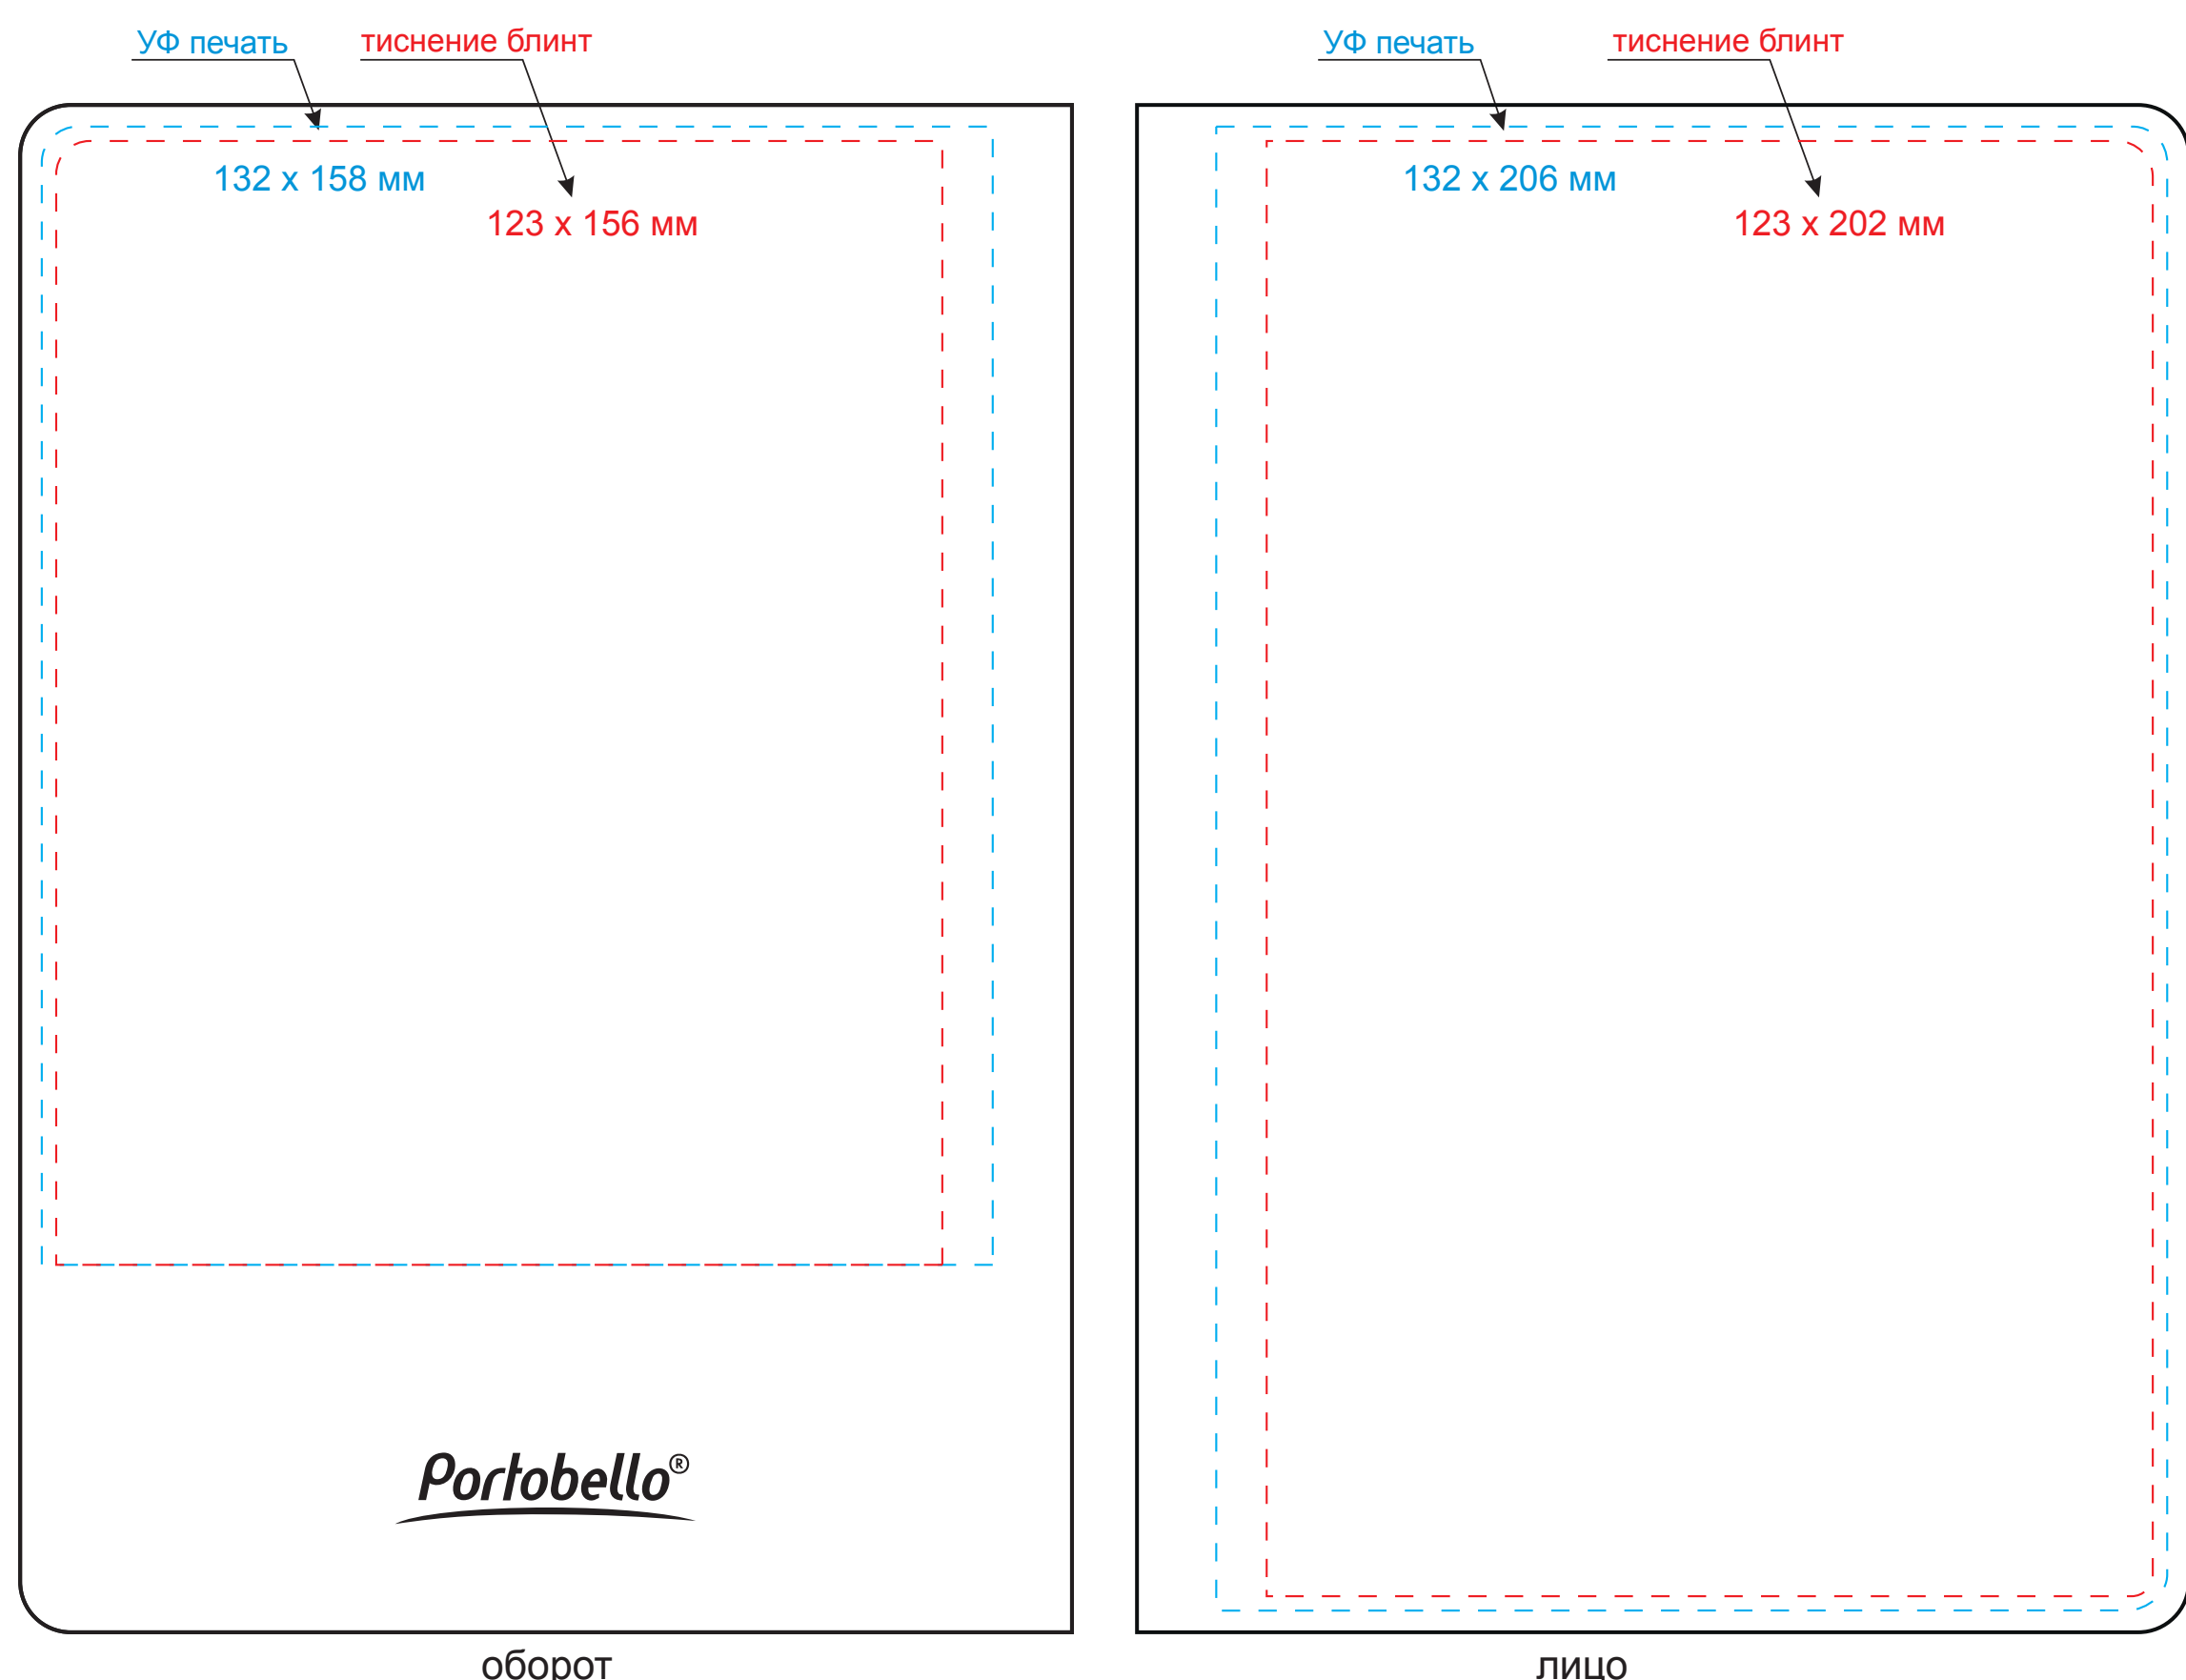 УФ печать
тиснение блинт
132 х 158 мм
123 х 156 мм
Portobello®
оборот
УФ печать
тиснение блинт
132 х 206 мм
123 х 202 мм
лицо